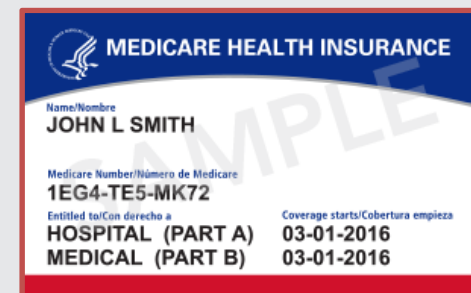 MEDICARE HEALTH INSURANCE
Name/Nombre
JOHN L SMITH
Medicare Number/Número de Medicare
1EG4-TE5-MK72
Entitled to/Con derecho a Coverage starts/Cobertura empieza
HOSPITAL (PART A) 03-01-2016
MEDICAL (PART B) 03-01-2016
SAMPLE